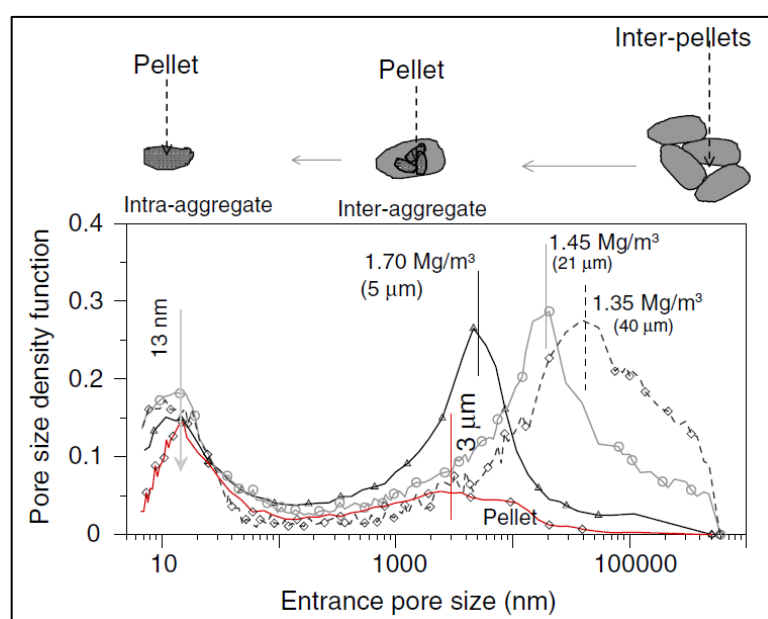 Inter-pellets
Pellet
Pellet
Intra-aggregate
Inter-aggregate
0.4
0.3
0.2
0.1
0
Pore size density function
13 nm
1.70 Mg/m³
(5 μm)
1.45 Mg/m³
(21 μm)
1.35 Mg/m³
(40 μm)
3 μm
Pellet
10
1000
100000
Entrance pore size (nm)